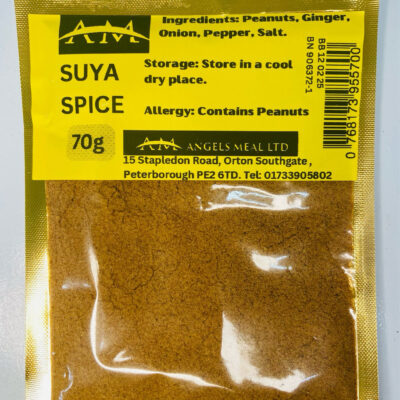 AM
SUYA
SPICE
70g
Ingredients: Peanuts, Ginger,
Onion, Pepper, Salt.
Storage: Store in a cool
dry place.
Allergy: Contains Peanuts
AM ANGELS MEAL LTD
15 Stapledon Road, Orton Southgate ,
Peterborough PE2 6TD. Tel: 01733905802
BB 12 02 25
BN 906372-1
0 768173 955700